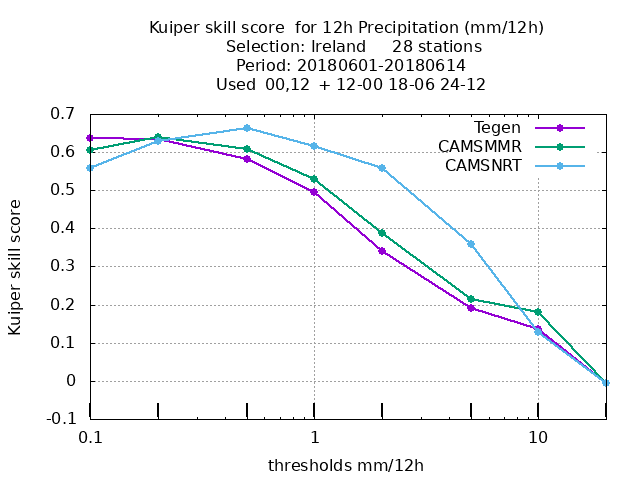 Kuiper skill score  for 12h Precipitation (mm/12h)
Selection: Ireland     28 stations
Period: 20180601-20180614
Used  00,12  + 12-00 18-06 24-12
Tegen
CAMSMMR
CAMSNRT
Kuiper skill score
0.7
0.6
0.5
0.4
0.3
0.2
0.1
0
-0.1
0.1
1
10
thresholds mm/12h